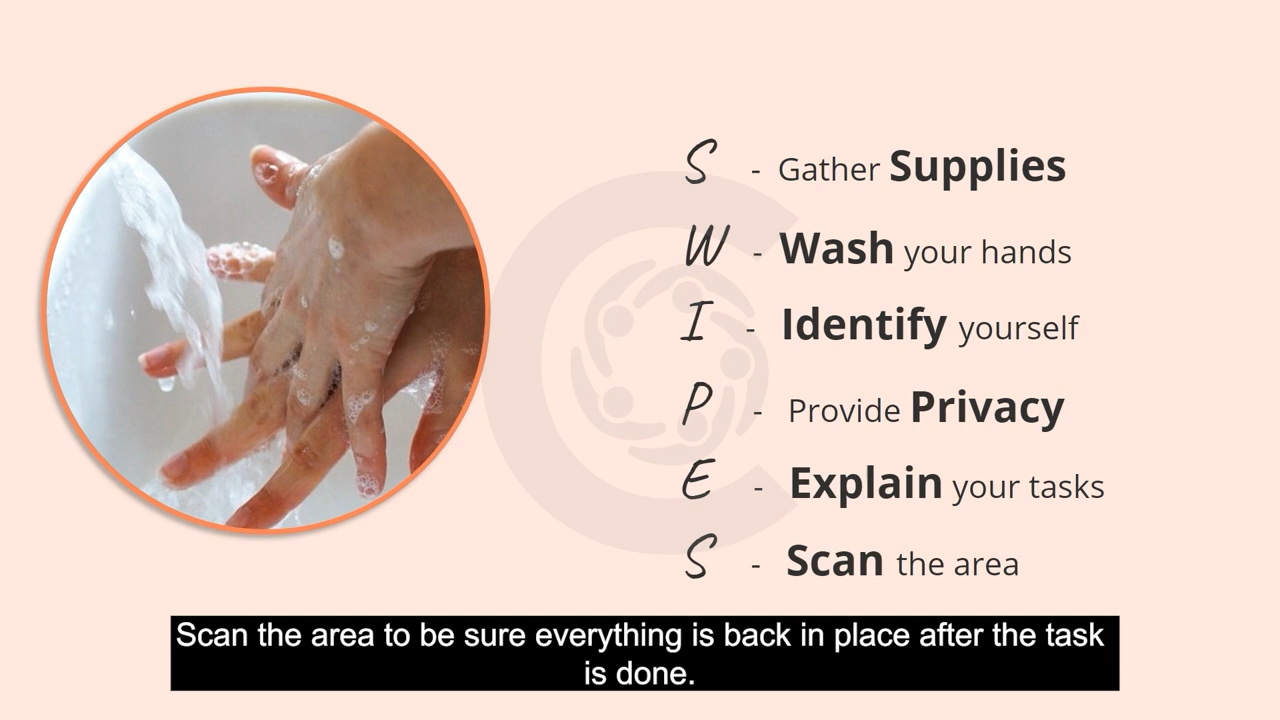 S - Gather Supplies
W - Wash your hands
I - Identify yourself
P - Provide Privacy
E - Explain your tasks
S - Scan the area
Scan the area to be sure everything is back in place after the task
is done.